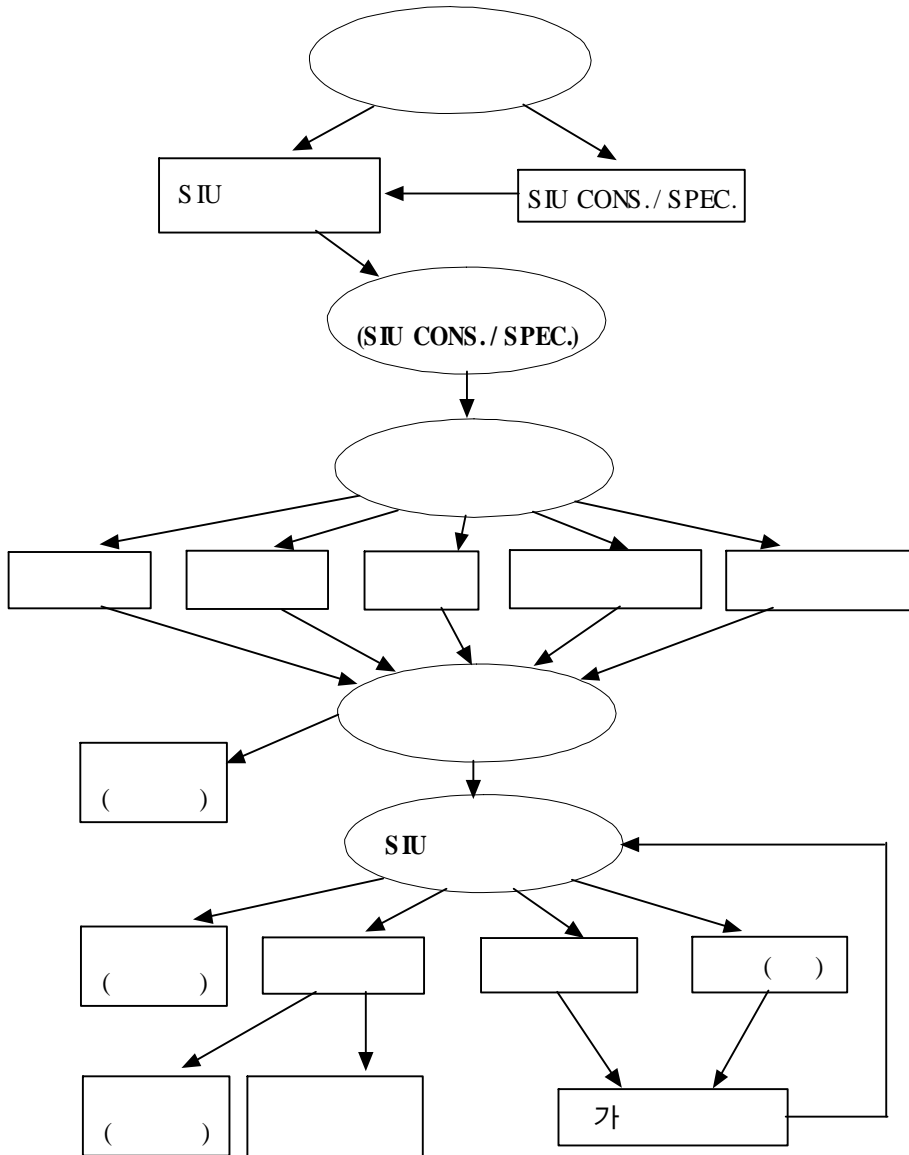 SIU
SIU CONS. / SPEC.
(SIU CONS. / SPEC.)
( )
SIU
( )
( )
( )
가